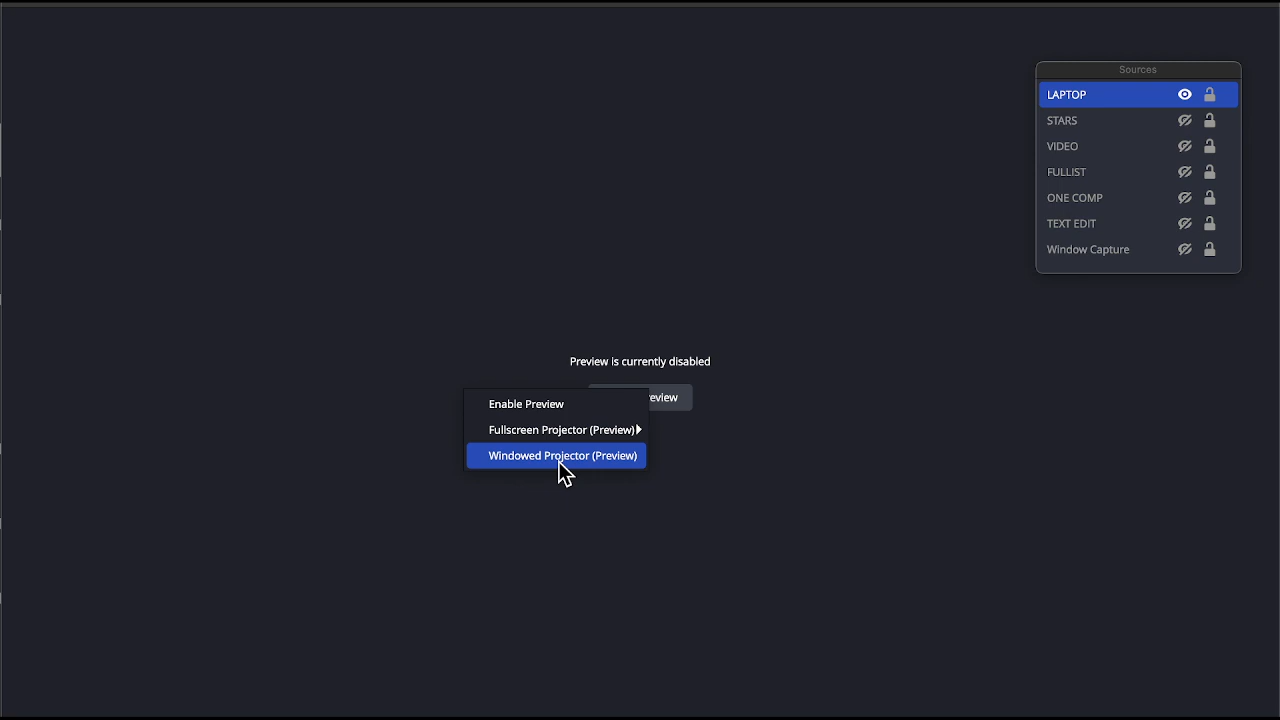 Sources
LAPTOP
STARS
VIDEO
FULLIST
ONE COMP
TEXT EDIT
Window Capture
Preview is currently disabled
Enable Preview
Fullscreen Projector (Preview)
Windowed Projector (Preview)